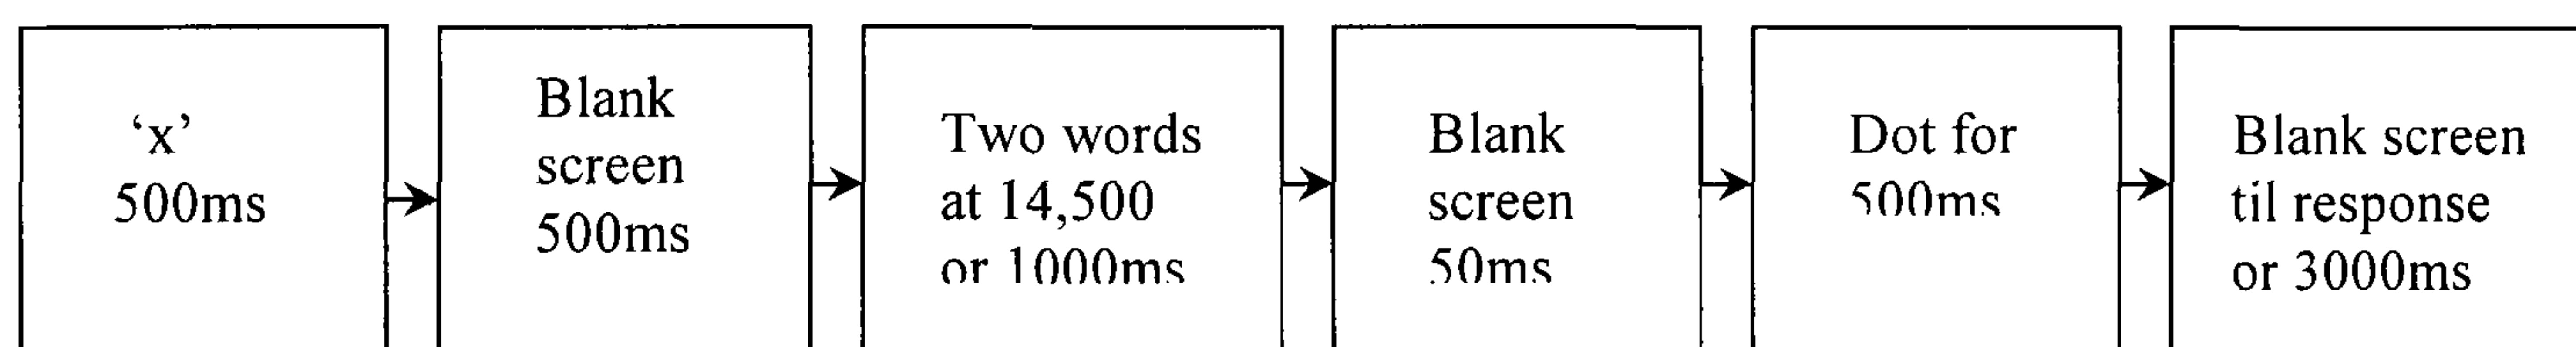 ‘x’
500ms
Blank
screen
500ms
Two words
at 14,500
or 1000ms
Blank
screen
50ms
Dot for
500ms
Blank screen
til response
or 3000ms